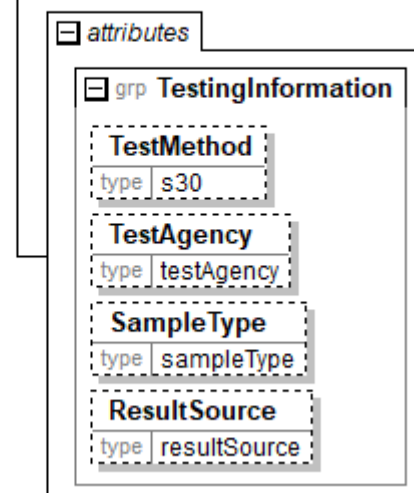 attributes
grp TestingInformation
TestMethod
type s30
TestAgency
type testAgency
SampleType
type sampleType
ResultSource
type resultSource